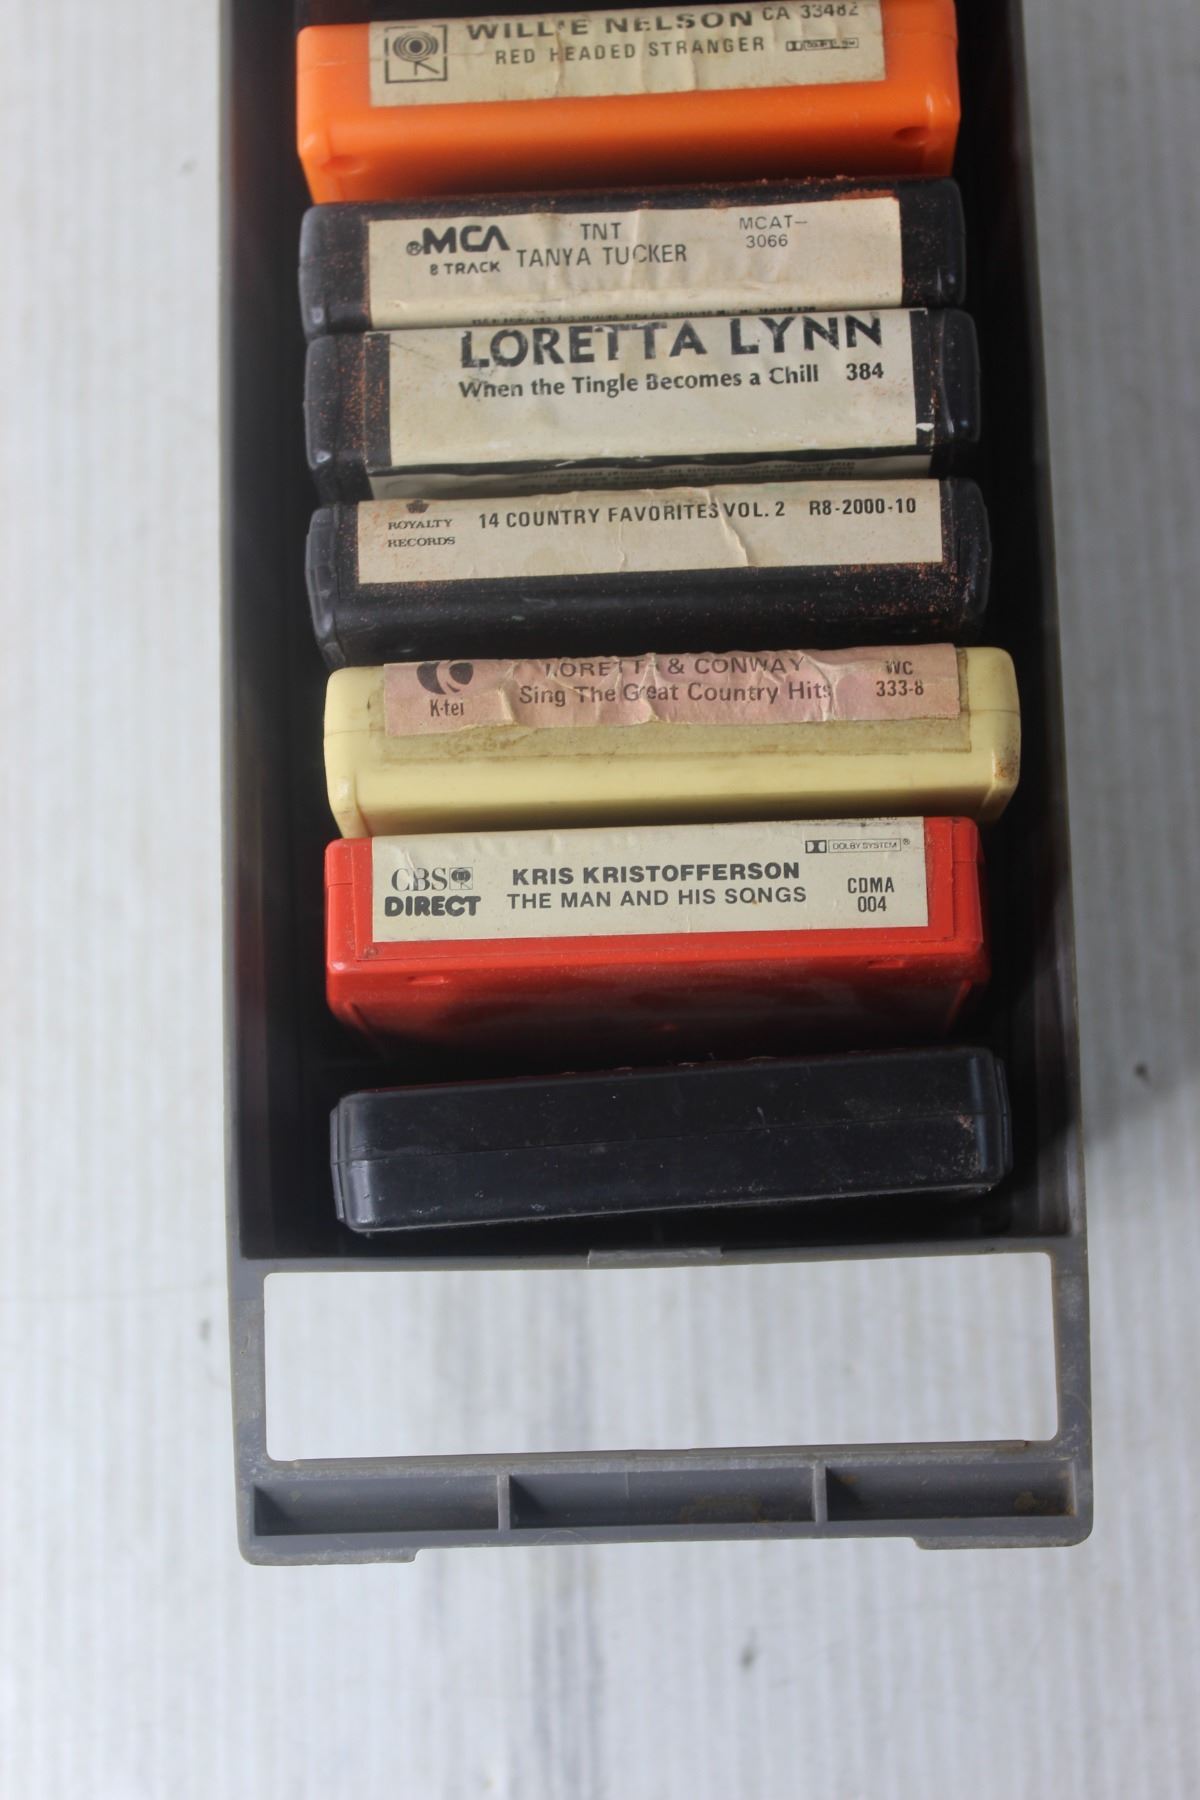 WILLIE NELSON CA 33482
RED HEADED STRANGER
MCA TNT MCAT-
8 TRACK TANYA TUCKER 3066
LORETTA LYNN
When the Tingle Becomes a Chill 384
ROYALTY RECORDS 14 COUNTRY FAVORITES VOL. 2 R8-2000-10
LORETTA & CONWAY WC
K-tel Sing The Great Country Hits 333-8
DOLBY SYSTEM®
CBS KRIS KRISTOFFERSON CDMA
DIRECT THE MAN AND HIS SONGS 004